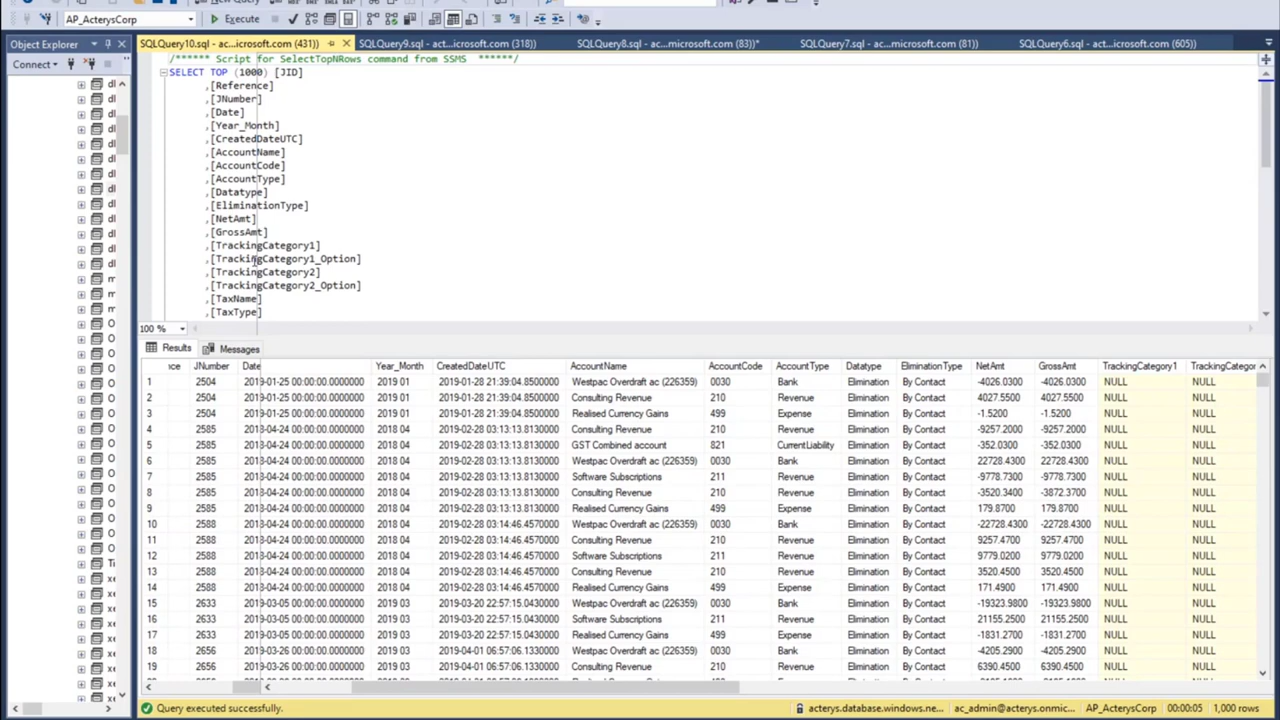 AP_ActerysCorp Execute
Object Explorer SQLQuery10.sql - ac...icrosoft.com (431)) SQLQuery9.sql - act...icrosoft.com (318)) SQLQuery8.sql - act...microsoft.com (83))* SQLQuery7.sql - act...microsoft.com (81)) SQLQuery6.sql - act...icrosoft.com (605))
Connect
/****** Script for SelectTopNRows command from SSMS ******/
SELECT TOP (1000) [JID]
,[Reference]
,[JNumber]
,[Date]
,[Year_Month]
,[CreatedDateUTC]
,[AccountName]
,[AccountCode]
,[AccountType]
,[Datatype]
,[EliminationType]
,[NetAmt]
,[GrossAmt]
,[TrackingCategory1]
,[TrackingCategory1_Option]
,[TrackingCategory2]
,[TrackingCategory2_Option]
,[TaxName]
,[TaxType]
100 %
Results Messages
nce JNumber Date Year_Month CreatedDateUTC AccountName AccountCode AccountType Datatype EliminationType NetAmt GrossAmt TrackingCategory1 TrackingCategor
1 2504 2019-01-25 00:00:00.0000000 2019 01 2019-01-28 21:39:04.8500000 Westpac Overdraft ac (226359) 0030 Bank Elimination By Contact -4026.0300 -4026.0300 NULL NULL
2 2504 2019-01-25 00:00:00.0000000 2019 01 2019-01-28 21:39:04.8500000 Consulting Revenue 210 Revenue Elimination By Contact 4027.5500 4027.5500 NULL NULL
3 2504 2019-01-25 00:00:00.0000000 2019 01 2019-01-28 21:39:04.8500000 Realised Currency Gains 499 Expense Elimination By Contact -1.5200 -1.5200 NULL NULL
4 2585 2018-04-24 00:00:00.0000000 2018 04 2019-02-28 03:13:13.8130000 Consulting Revenue 210 Revenue Elimination By Contact -9257.2000 -9257.2000 NULL NULL
5 2585 2018-04-24 00:00:00.0000000 2018 04 2019-02-28 03:13:13.8130000 GST Combined account 821 CurrentLiability Elimination By Contact -352.0300 -352.0300 NULL NULL
6 2585 2018-04-24 00:00:00.0000000 2018 04 2019-02-28 03:13:13.8130000 Westpac Overdraft ac (226359) 0030 Bank Elimination By Contact 22728.4300 22728.4300 NULL NULL
7 2585 2018-04-24 00:00:00.0000000 2018 04 2019-02-28 03:13:13.8130000 Software Subscriptions 211 Revenue Elimination By Contact -9778.7300 -9778.7300 NULL NULL
8 2585 2018-04-24 00:00:00.0000000 2018 04 2019-02-28 03:13:13.8130000 Consulting Revenue 210 Revenue Elimination By Contact -3520.3400 -3872.3700 NULL NULL
9 2585 2018-04-24 00:00:00.0000000 2018 04 2019-02-28 03:13:13.8130000 Realised Currency Gains 499 Expense Elimination By Contact 179.8700 179.8700 NULL NULL
10 2588 2018-04-24 00:00:00.0000000 2018 04 2019-02-28 03:14:46.4570000 Westpac Overdraft ac (226359) 0030 Bank Elimination By Contact -22728.4300 -22728.4300 NULL NULL
11 2588 2018-04-24 00:00:00.0000000 2018 04 2019-02-28 03:14:46.4570000 Consulting Revenue 210 Revenue Elimination By Contact 9257.4700 9257.4700 NULL NULL
12 2588 2018-04-24 00:00:00.0000000 2018 04 2019-02-28 03:14:46.4570000 Software Subscriptions 211 Revenue Elimination By Contact 9779.0200 9779.0200 NULL NULL
13 2588 2018-04-24 00:00:00.0000000 2018 04 2019-02-28 03:14:46.4570000 Consulting Revenue 210 Revenue Elimination By Contact 3520.4500 3520.4500 NULL NULL
14 2588 2018-04-24 00:00:00.0000000 2018 04 2019-02-28 03:14:46.4570000 Realised Currency Gains 499 Expense Elimination By Contact 171.4900 171.4900 NULL NULL
15 2633 2019-03-05 00:00:00.0000000 2019 03 2019-03-20 22:57:15.0430000 Westpac Overdraft ac (226359) 0030 Bank Elimination By Contact -19323.9800 -19323.9800 NULL NULL
16 2633 2019-03-05 00:00:00.0000000 2019 03 2019-03-20 22:57:15.0430000 Software Subscriptions 211 Revenue Elimination By Contact 21155.2500 21155.2500 NULL NULL
17 2633 2019-03-05 00:00:00.0000000 2019 03 2019-03-20 22:57:15.0430000 Realised Currency Gains 499 Expense Elimination By Contact -1831.2700 -1831.2700 NULL NULL
18 2656 2019-03-26 00:00:00.0000000 2019 03 2019-04-01 06:57:06.1330000 Westpac Overdraft ac (226359) 0030 Bank Elimination By Contact -4205.2900 -4205.2900 NULL NULL
19 2656 2019-03-26 00:00:00.0000000 2019 03 2019-04-01 06:57:06.1330000 Consulting Revenue 210 Revenue Elimination By Contact 6390.4500 6390.4500 NULL NULL
Query executed successfully. acterys.database.windows.ne... ac_admin@acterys.onmic... AP_ActerysCorp 00:00:05 1,000 rows